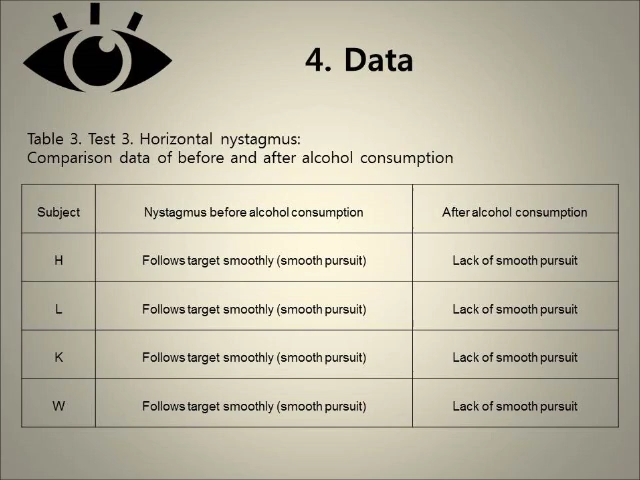 4. Data
Table 3. Test 3. Horizontal nystagmus:
Comparison data of before and after alcohol consumption
Subject Nystagmus before alcohol consumption After alcohol consumption
H Follows target smoothly (smooth pursuit) Lack of smooth pursuit
L Follows target smoothly (smooth pursuit) Lack of smooth pursuit
K Follows target smoothly (smooth pursuit) Lack of smooth pursuit
W Follows target smoothly (smooth pursuit) Lack of smooth pursuit